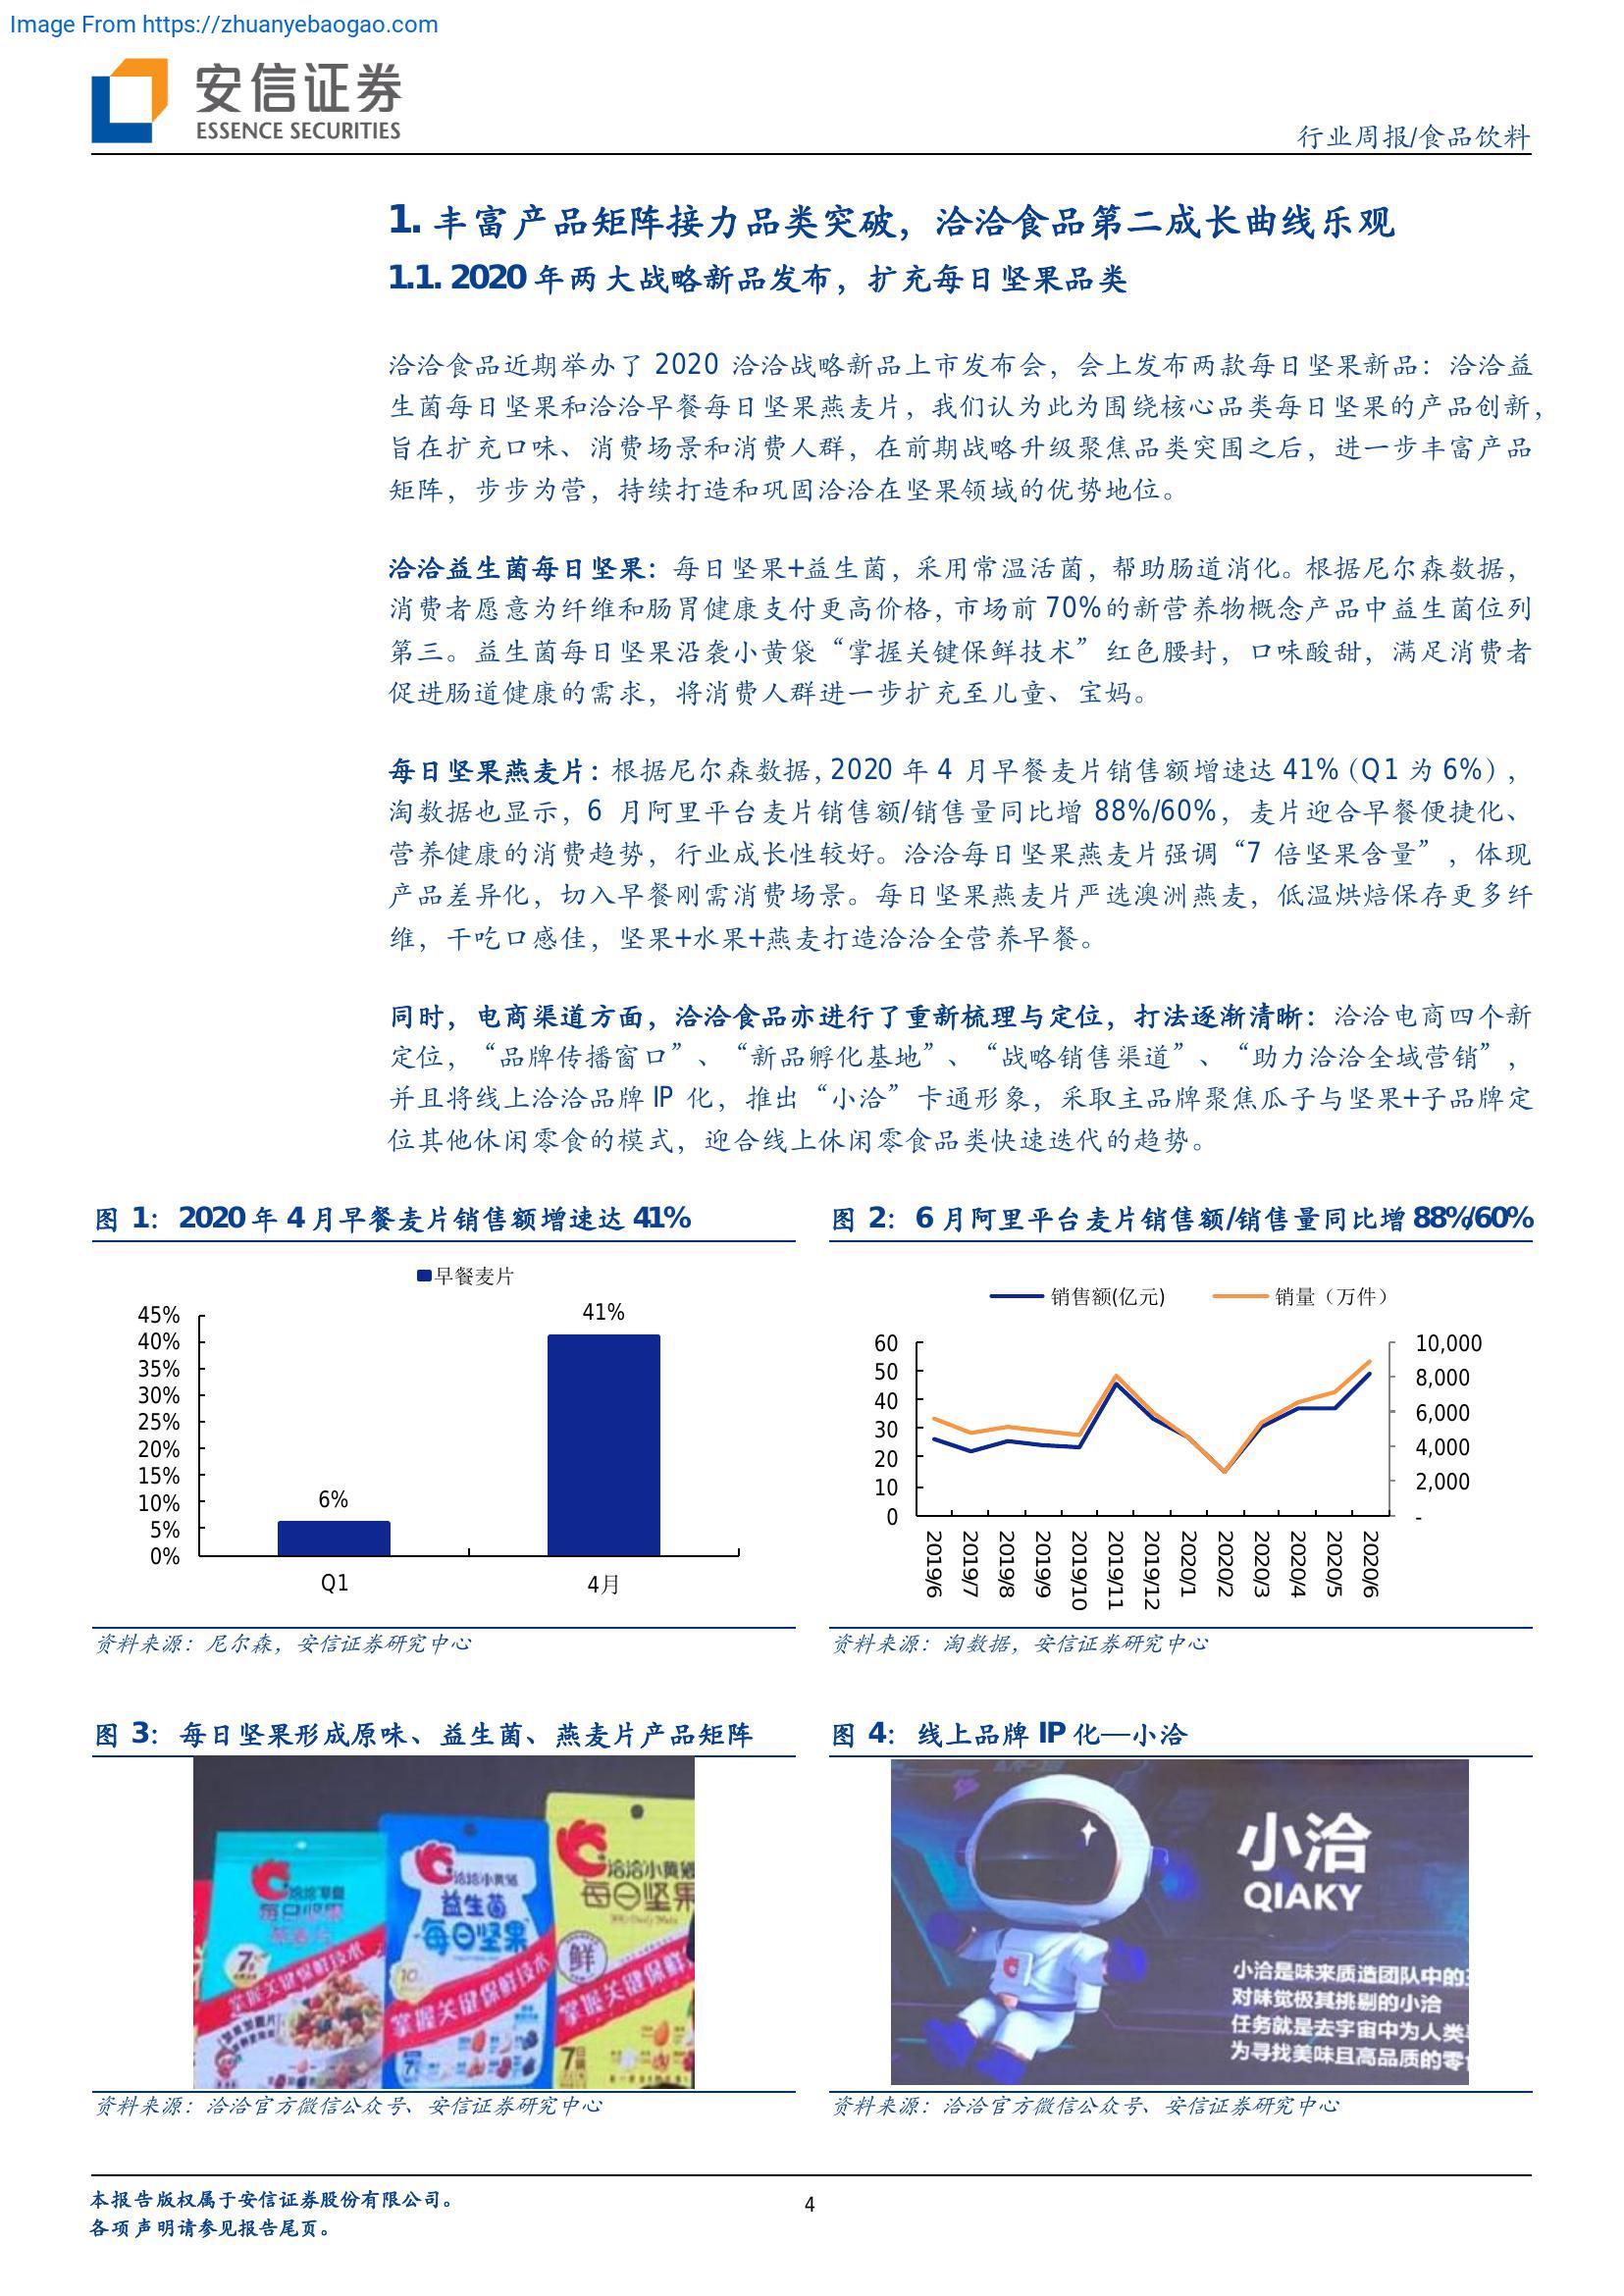 Image From https://zhuanyebaogao.com
安信证券
ESSENCE SECURITIES
行业周报/食品饮料
1. 丰富产品矩阵接力品类突破，洽洽食品第二成长曲线乐观
1.1. 2020 年两大战略新品发布，扩充每日坚果品类
洽洽食品近期举办了 2020 洽洽战略新品上市发布会，会上发布两款每日坚果新品：洽洽益
生菌每日坚果和洽洽早餐每日坚果燕麦片，我们认为此为围绕核心品类每日坚果的产品创新，
旨在扩充口味、消费场景和消费人群，在前期战略升级聚焦品类突围之后，进一步丰富产品
矩阵，步步为营，持续打造和巩固洽洽在坚果领域的优势地位。
洽洽益生菌每日坚果：每日坚果+益生菌，采用常温活菌，帮助肠道消化。根据尼尔森数据，
消费者愿意为纤维和肠胃健康支付更高价格，市场前 70%的新营养物概念产品中益生菌位列
第三。益生菌每日坚果沿袭小黄袋“掌握关键保鲜技术”红色腰封，口味酸甜，满足消费者
促进肠道健康的需求，将消费人群进一步扩充至儿童、宝妈。
每日坚果燕麦片：根据尼尔森数据，2020 年 4 月早餐麦片销售额增速达 41%（Q1 为 6%），
淘数据也显示，6 月阿里平台麦片销售额/销售量同比增 88%/60%，麦片迎合早餐便捷化、
营养健康的消费趋势，行业成长性较好。洽洽每日坚果燕麦片强调“7 倍坚果含量”，体现
产品差异化，切入早餐刚需消费场景。每日坚果燕麦片严选澳洲燕麦，低温烘焙保存更多纤
维，干吃口感佳，坚果+水果+燕麦打造洽洽全营养早餐。
同时，电商渠道方面，洽洽食品亦进行了重新梳理与定位，打法逐渐清晰：洽洽电商四个新
定位，“品牌传播窗口”、“新品孵化基地”、“战略销售渠道”、“助力洽洽全域营销”，
并且将线上洽洽品牌 IP 化，推出“小洽”卡通形象，采取主品牌聚焦瓜子与坚果+子品牌定
位其他休闲零食的模式，迎合线上休闲零食品类快速迭代的趋势。
图 1：2020 年 4 月早餐麦片销售额增速达 41%
早餐麦片
45%
40%
35%
30%
25%
20%
15%
10%
5%
0%
6%
41%
Q1
4月
资料来源：尼尔森，安信证券研究中心
图 2：6 月阿里平台麦片销售额/销售量同比增 88%/60%
销售额(亿元)
销量（万件）
60
50
40
30
20
10
0
10,000
8,000
6,000
4,000
2,000
-
2019/6
2019/7
2019/8
2019/9
2019/10
2019/11
2019/12
2020/1
2020/2
2020/3
2020/4
2020/5
2020/6
资料来源：淘数据，安信证券研究中心
图 3：每日坚果形成原味、益生菌、燕麦片产品矩阵
每日坚果
掌握关键保鲜技术
洽洽小黄袋
益生菌
每日坚果
掌握关键保鲜技术
洽洽小黄袋
每日坚果
鲜
掌握关键保鲜
7日
资料来源：洽洽官方微信公众号、安信证券研究中心
图 4：线上品牌 IP 化—小洽
小洽
QIAKY
小洽是味来质造团队中的
对味觉极其挑剔的小洽
任务就是去宇宙中为人类
为寻找美味且高品质的零
资料来源：洽洽官方微信公众号、安信证券研究中心
本报告版权属于安信证券股份有限公司。
各项声明请参见报告尾页。
4